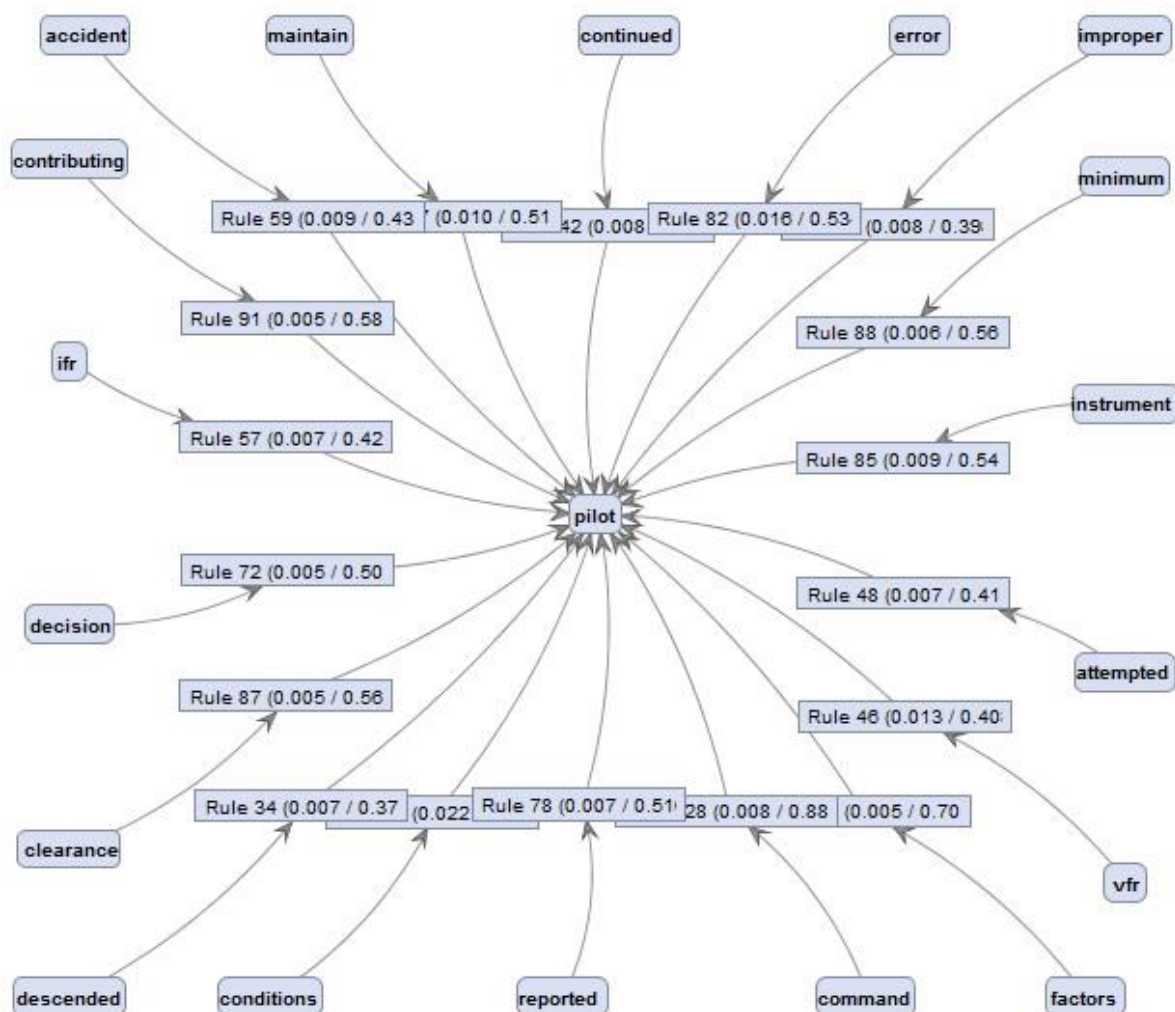 accident
maintain
continued
error
improper
contributing
minimum
Rule 59 (0.009 / 0.43
(0.010 / 0.51
42 (0.008
Rule 82 (0.016 / 0.53
(0.008 / 0.39
Rule 91 (0.005 / 0.58
Rule 88 (0.006 / 0.56
ifr
instrument
Rule 57 (0.007 / 0.42
Rule 85 (0.009 / 0.54
pilot
Rule 72 (0.005 / 0.50
Rule 48 (0.007 / 0.41
decision
attempted
Rule 87 (0.005 / 0.56
Rule 46 (0.013 / 0.40
Rule 34 (0.007 / 0.37
(0.022
Rule 78 (0.007 / 0.51
28 (0.008 / 0.88
(0.005 / 0.70
clearance
vfr
descended
conditions
reported
command
factors